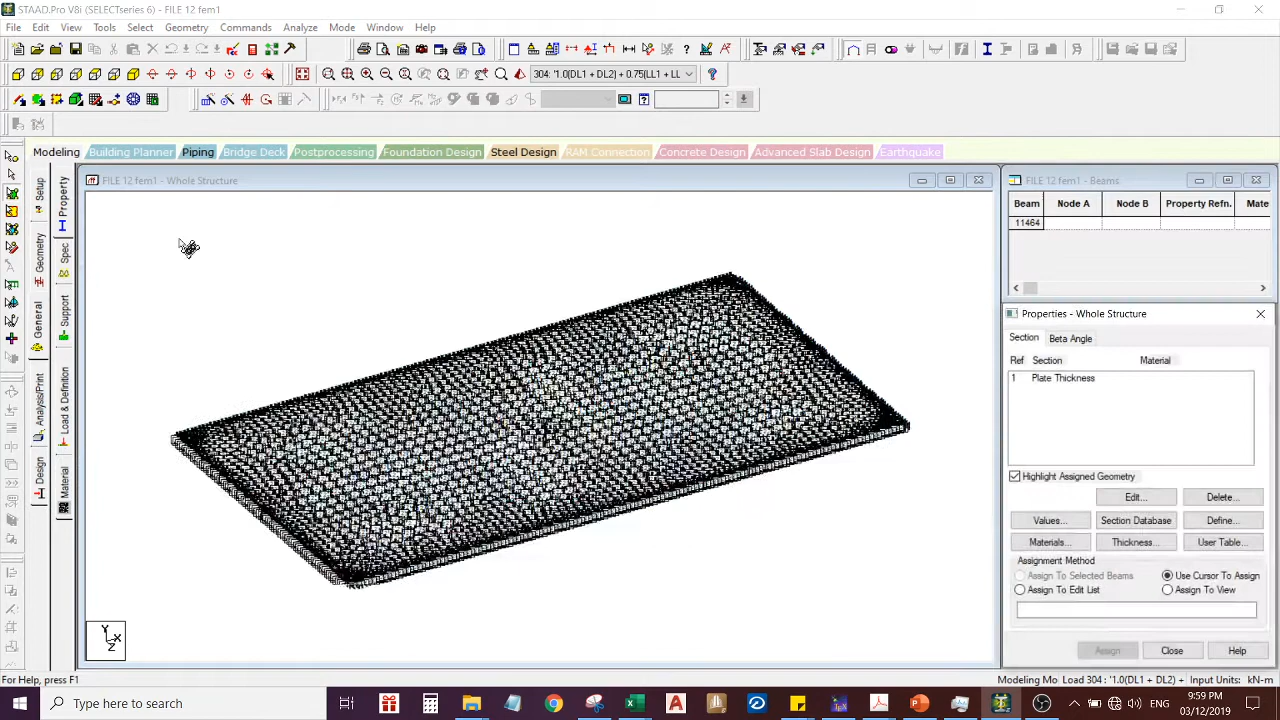 STAAD.Pro V8i (SELECTseries 6) - FILE 12 fem1
File Edit View Tools Select Geometry Commands Analyze Mode Window Help
304: '1.0(DL1 + DL2) + 0.75(LL1 + LL
Modeling Building Planner Piping Bridge Deck Postprocessing Foundation Design Steel Design RAM Connection Concrete Design Advanced Slab Design Earthquake
FILE 12 fem1 - Whole Structure
Setup
Geometry
General
Analysis/Print
Design
Property
Spec
Support
Load & Definition
Material
Y
X
Z
FILE 12 fem1 - Beams
Beam Node A Node B Property Refn. Mate
11464
Properties - Whole Structure
Section Beta Angle
Ref Section Material
1 Plate Thickness
Highlight Assigned Geometry
Edit... Delete...
Values... Section Database Define...
Materials... Thickness... User Table...
Assignment Method
Assign To Selected Beams Use Cursor To Assign
Assign To Edit List Assign To View
Assign Close Help
For Help, press F1
Modeling Mo Load 304 : '1.0(DL1 + DL2) + Input Units: kN-m
Type here to search
ENG
9:59 PM
03/12/2019